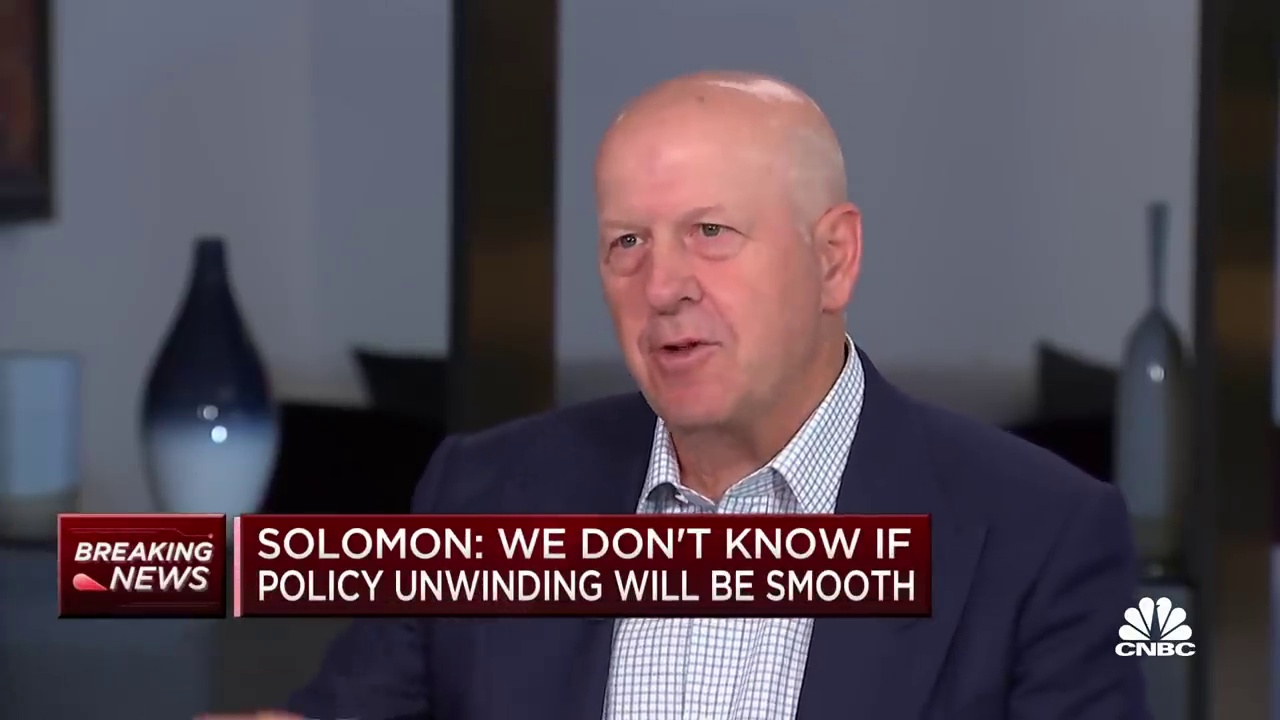 BREAKING
NEWS
SOLOMON: WE DON'T KNOW IF
POLICY UNWINDING WILL BE SMOOTH
CNBC